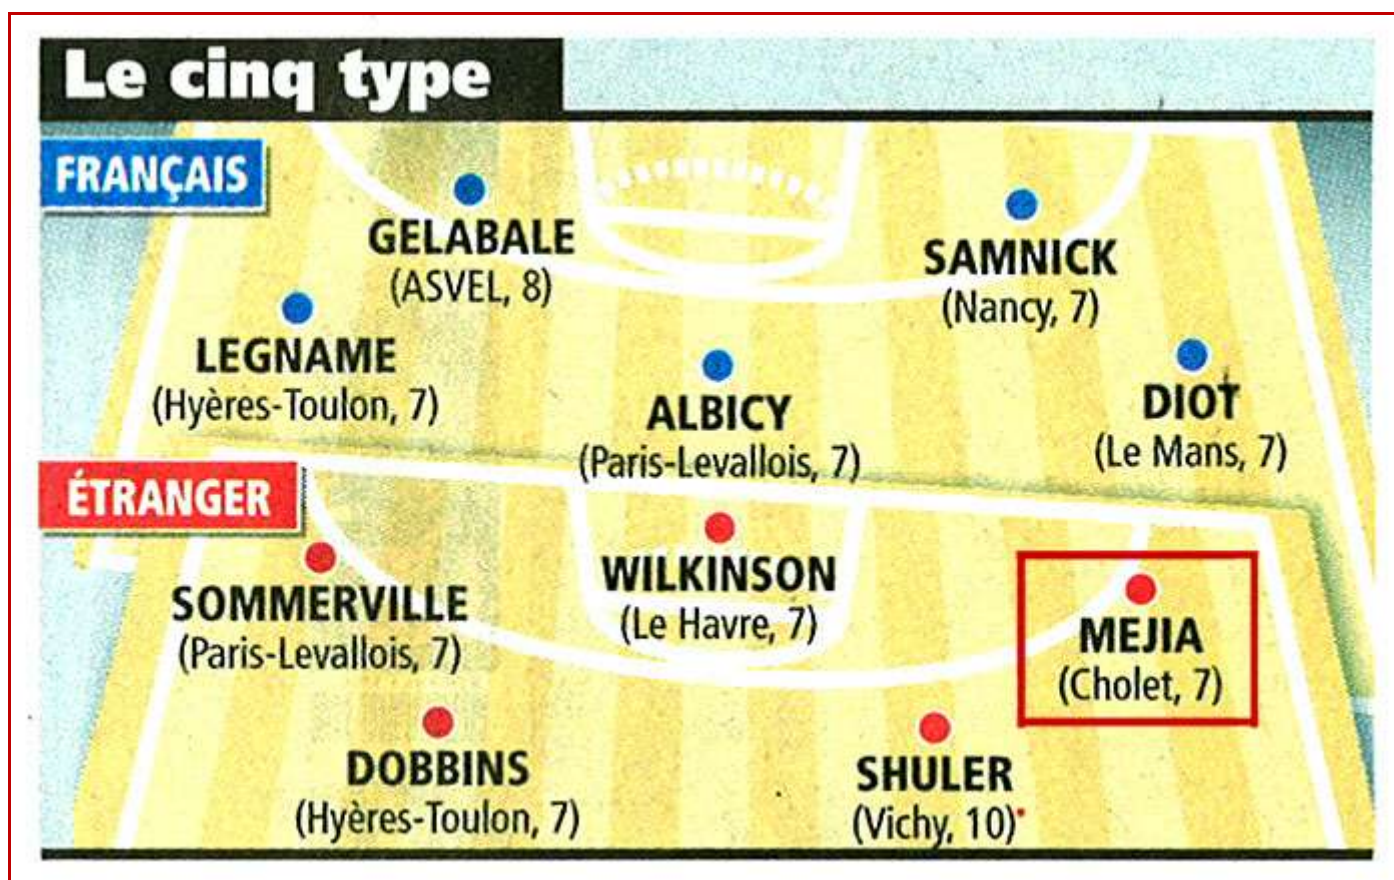 Le cinq type
FRANÇAIS
GELABALE
(ASVEL, 8)
SAMNICK
(Nancy, 7)
LEGNAME
(Hyères-Toulon, 7)
ALBICY
(Paris-Levallois, 7)
DIOT
(Le Mans, 7)
ÉTRANGER
SOMMERVILLE
(Paris-Levallois, 7)
WILKINSON
(Le Havre, 7)
MEJIA
(Cholet, 7)
DOBBINS
(Hyères-Toulon, 7)
SHULER
(Vichy, 10)